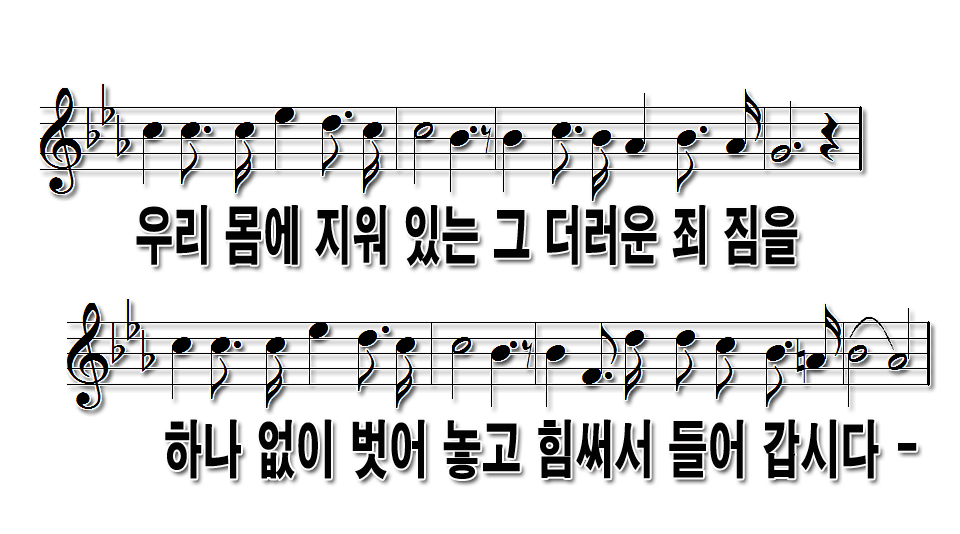 우리 몸에 지워 있는 그 더러운 죄 짐을
하나 없이 벗어 놓고 힘써서 들어 갑시다 -